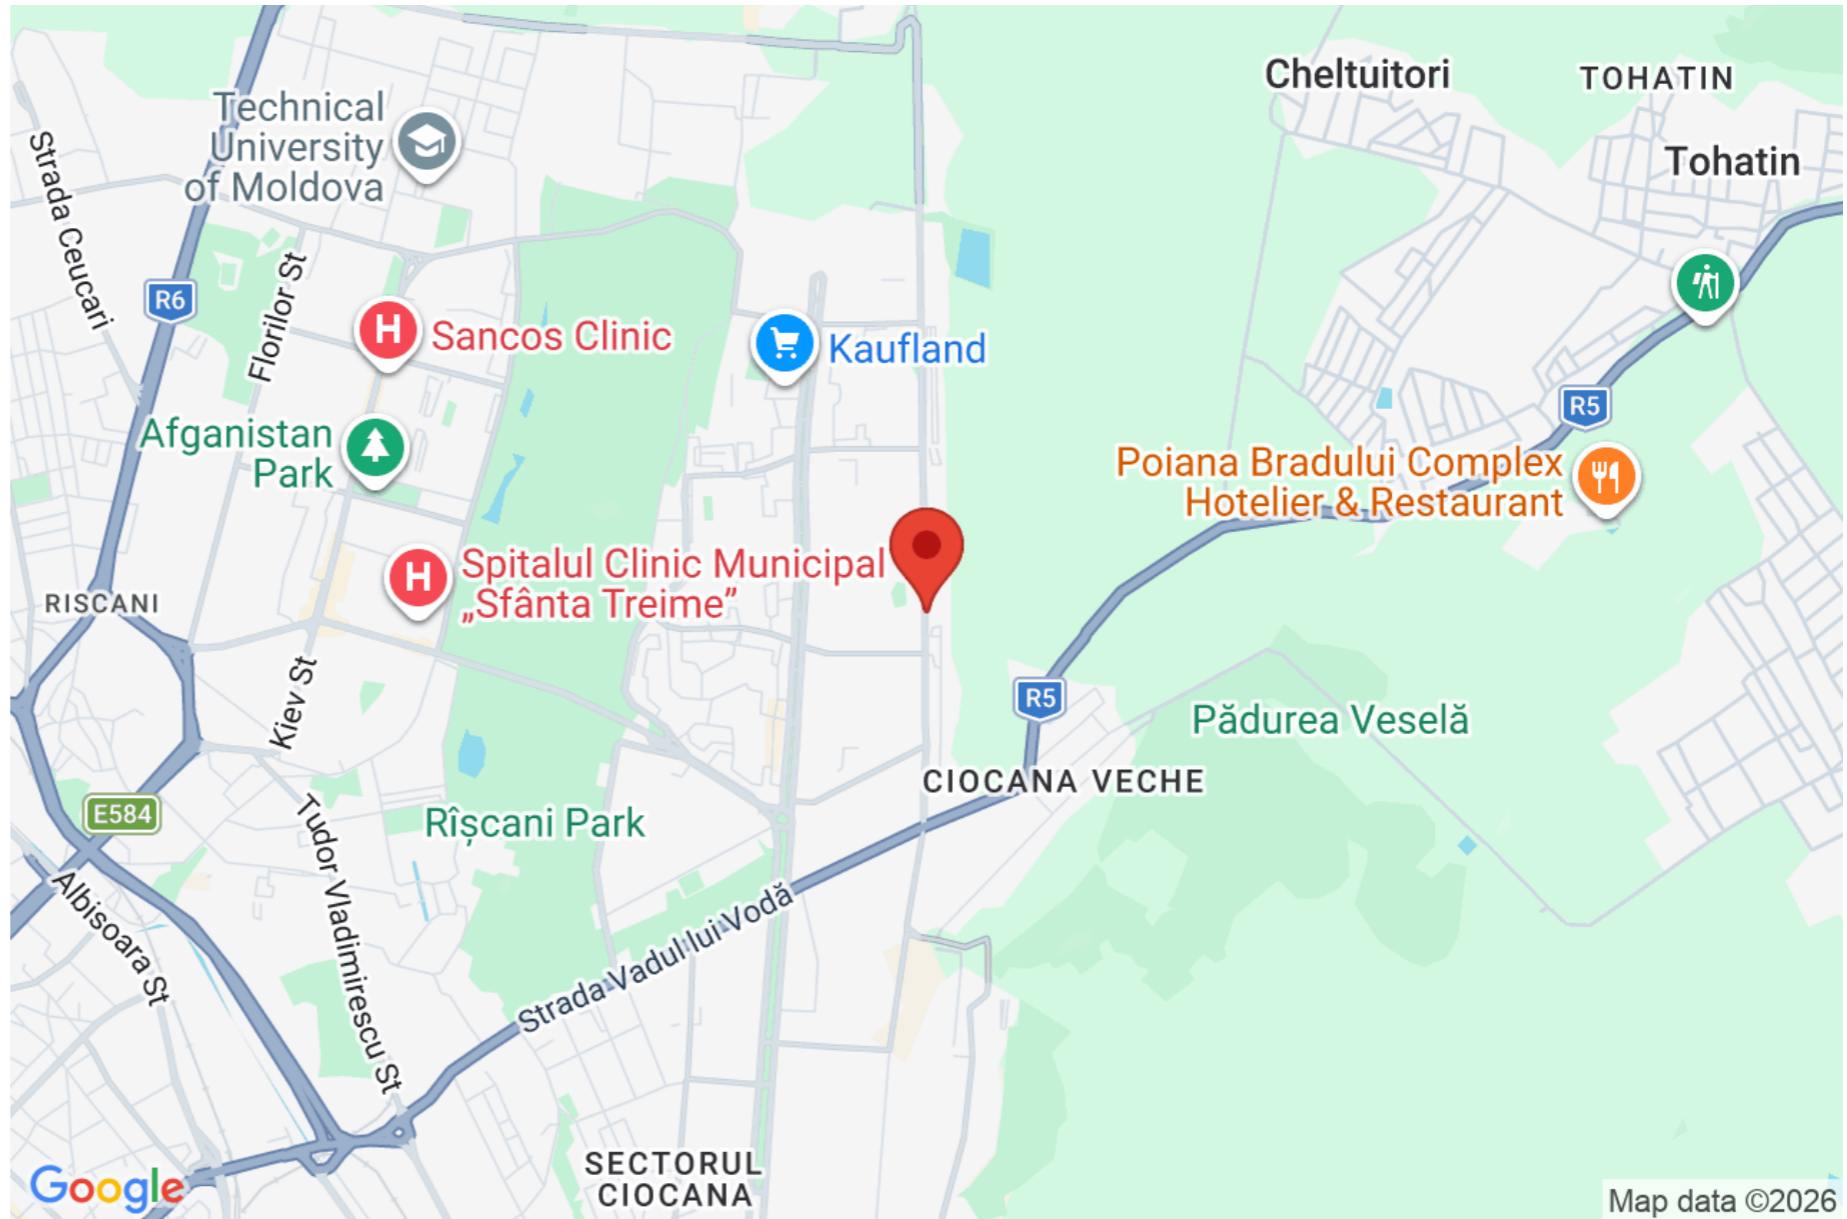 Cheltuitori
TOHATIN
Technical
University
of Moldova
Tohatin
Strada Ceucari
R6
Florilor St
Sancos Clinic
Kaufland
R5
Afganistan
Park
Poiana Bradului Complex
Hotelier & Restaurant
Spitalul Clinic Municipal
„Sfânta Treime”
RISCANI
Kiev St
R5
Pădurea Veselă
CIOCANA VECHE
E584
Rîșcani Park
Tudor Vladimirescu St
Albisoara St
Strada Vadul lui Vodă
SECTORUL
CIOCANA
Google
Map data ©2026